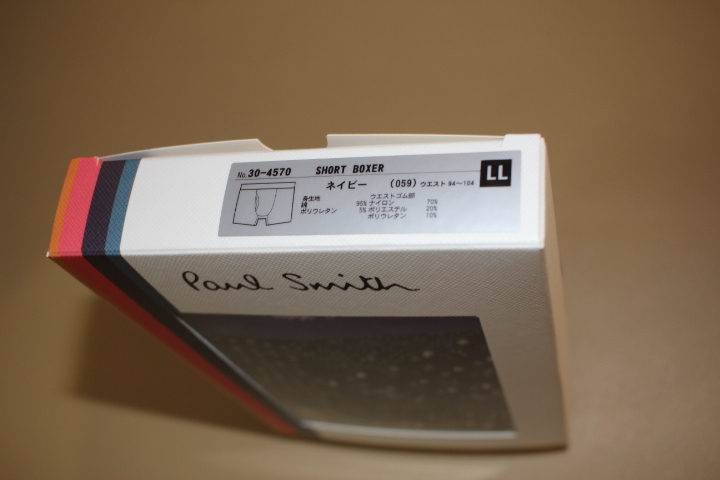 No. 30-4570 SHORT BOXER
ネイビー (059) ウエスト 94～104 LL
身生地 ウエストゴム部
綿 95% ナイロン 70%
ポリウレタン 5% ポリエステル 20%
ポリウレタン 10%
Paul Smith